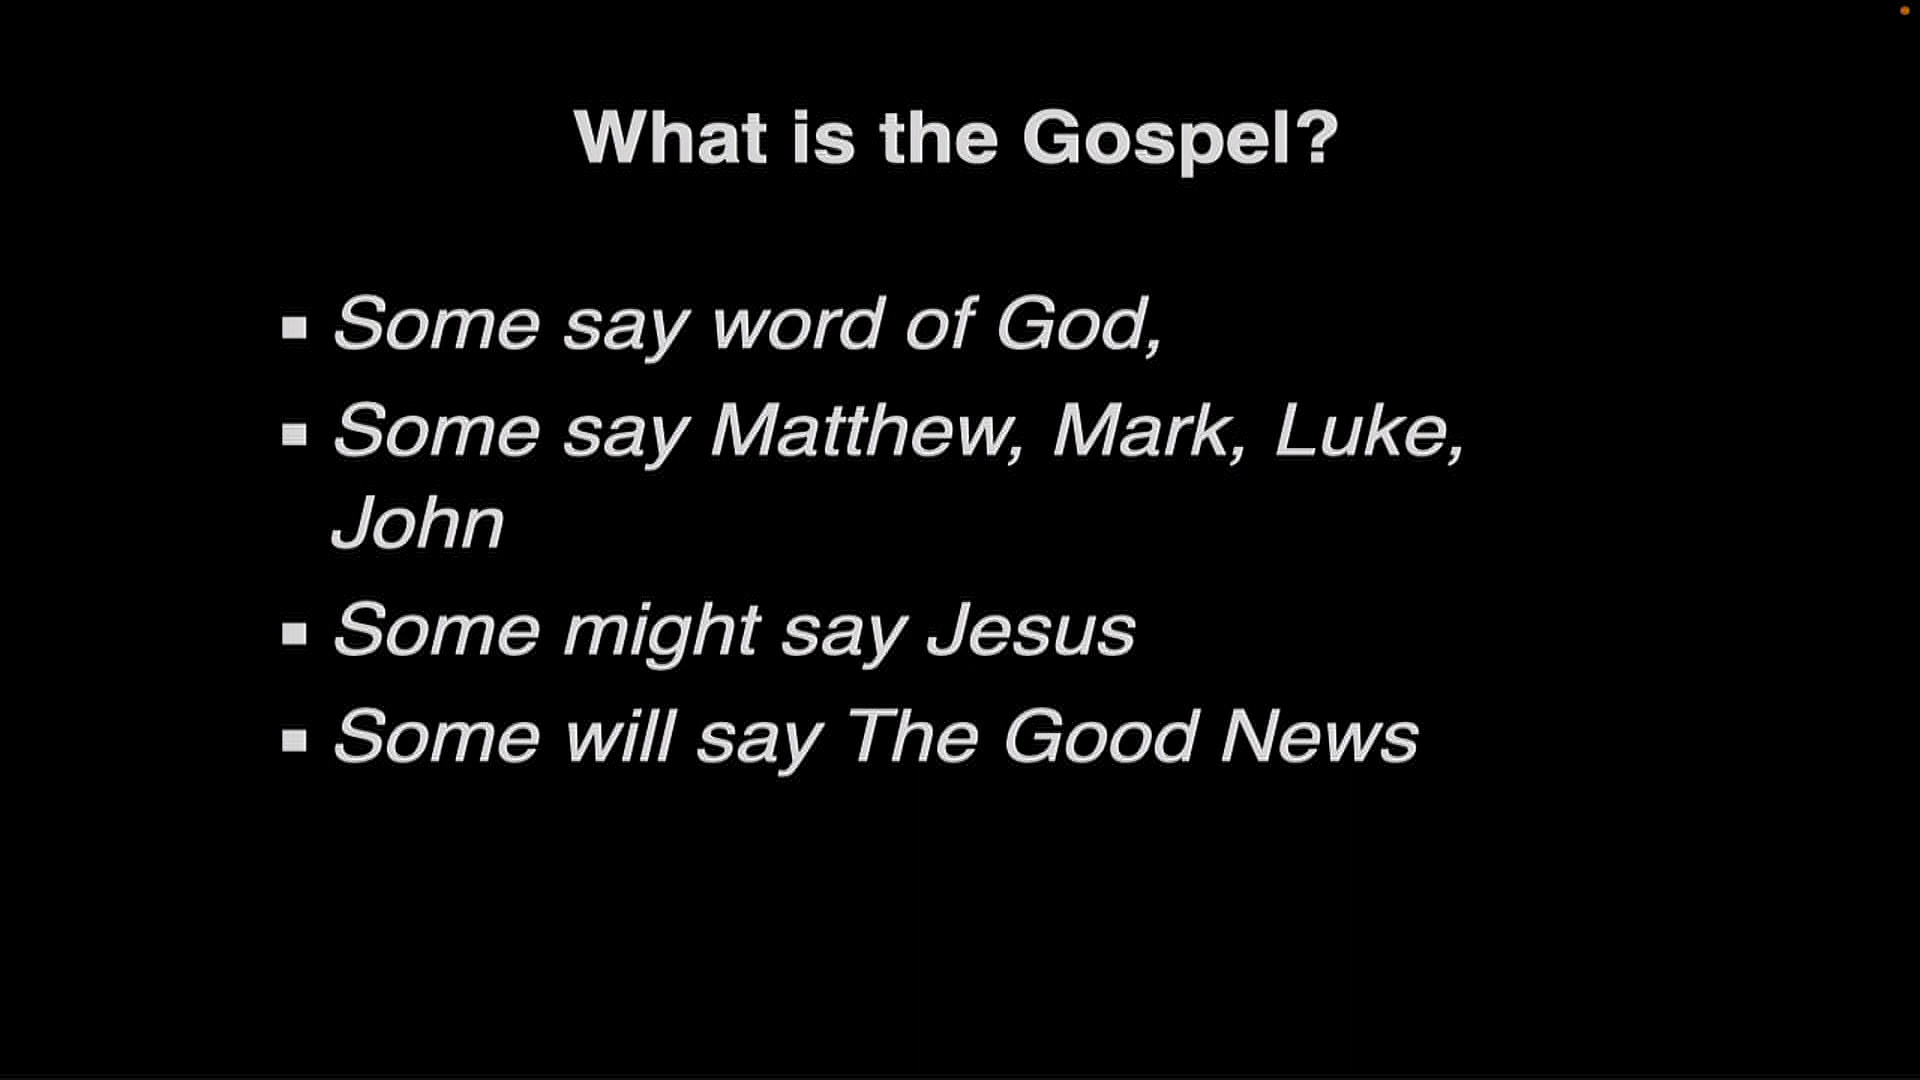 What is the Gospel?
▪ Some say word of God,
▪ Some say Matthew, Mark, Luke,
John
▪ Some might say Jesus
▪ Some will say The Good News